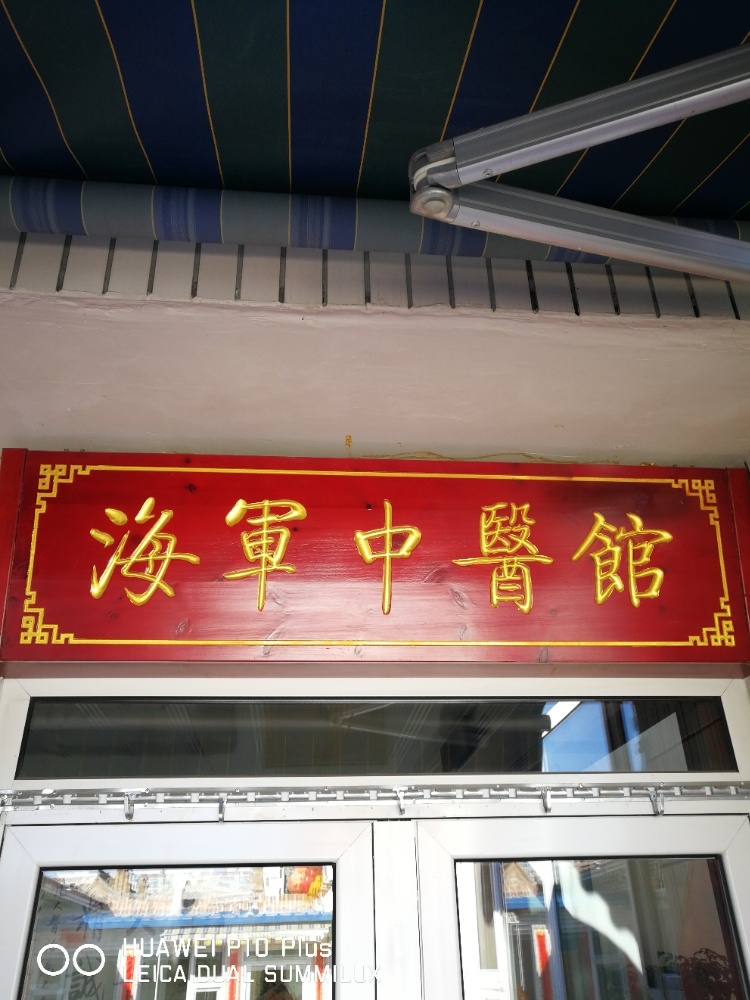 海軍中醫館
HUAWEI P10 Plus
LEICA DUAL SUMMILUX